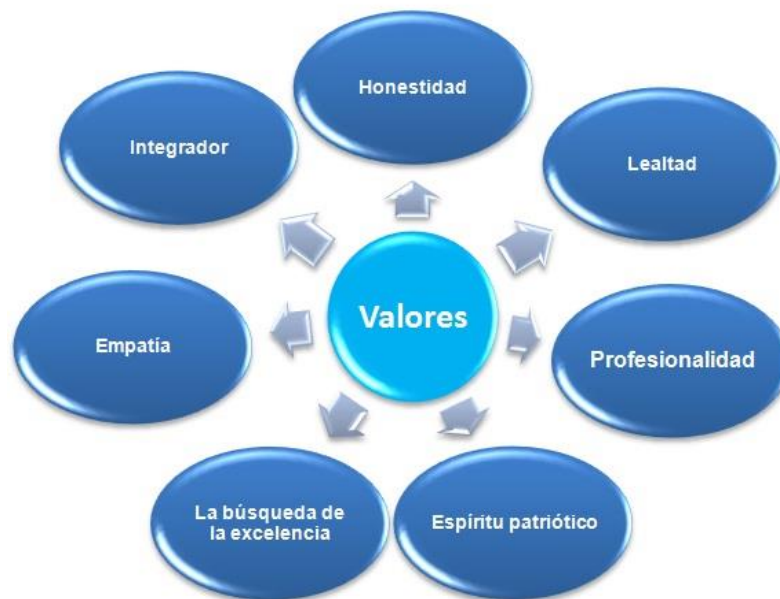 Honestidad
Integrador
Lealtad
Valores
Empatía
Profesionalidad
La búsqueda de
la excelencia
Espíritu patriótico